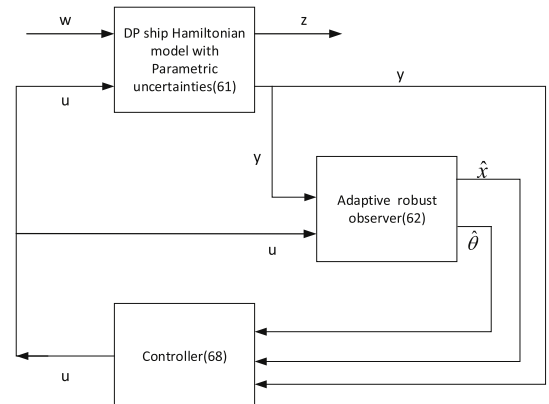 w
z
DP ship Hamiltonian
model with
Parametric
uncertainties(61)
u
y
y
x̂
Adaptive robust
observer(62)
θ̂
u
Controller(68)
u